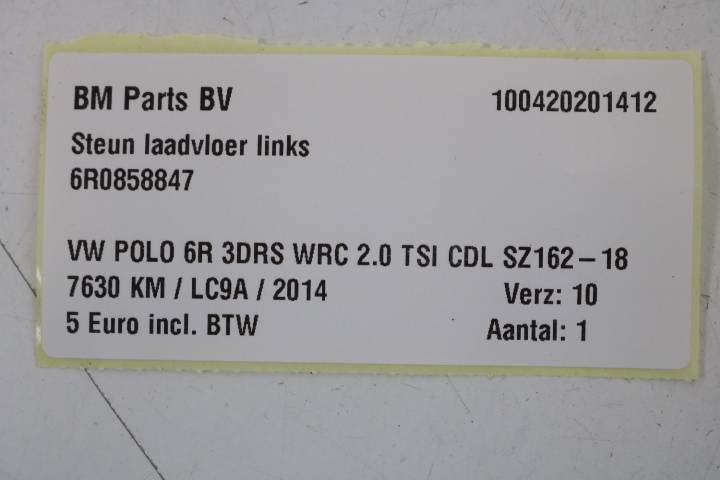 BM Parts BV 100420201412
Steun laadvloer links
6R0858847
VW POLO 6R 3DRS WRC 2.0 TSI CDL SZ162-18
7630 KM / LC9A / 2014 Verz: 10
5 Euro incl. BTW Aantal: 1